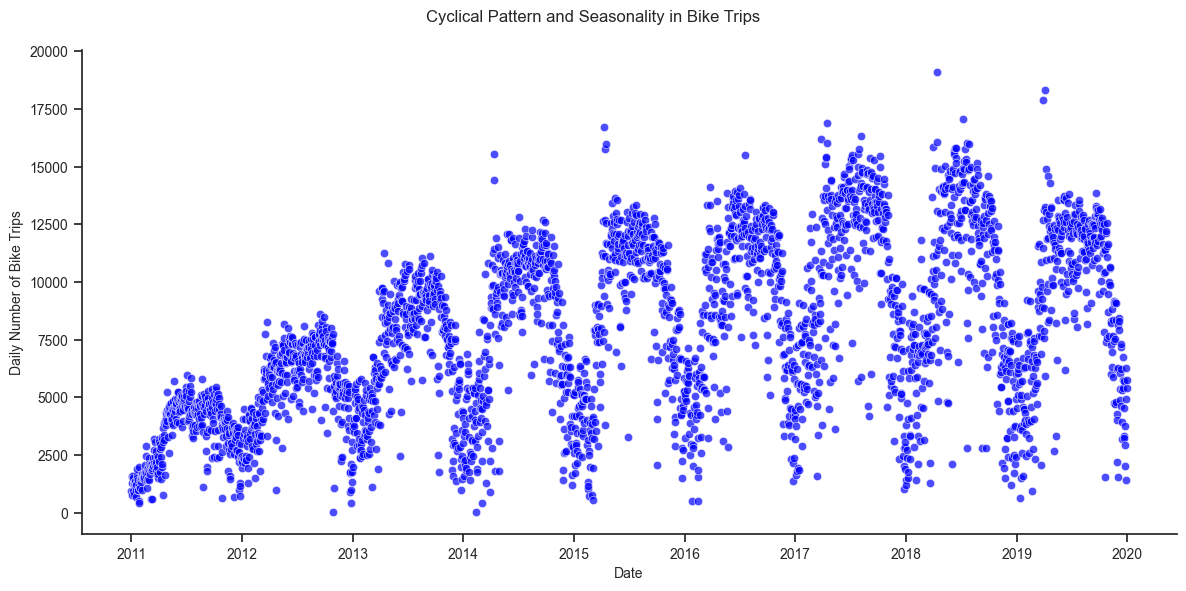 Cyclical Pattern and Seasonality in Bike Trips
20000
17500
15000
12500
10000
7500
5000
2500
0
Daily Number of Bike Trips
2011 2012 2013 2014 2015 2016 2017 2018 2019 2020
Date